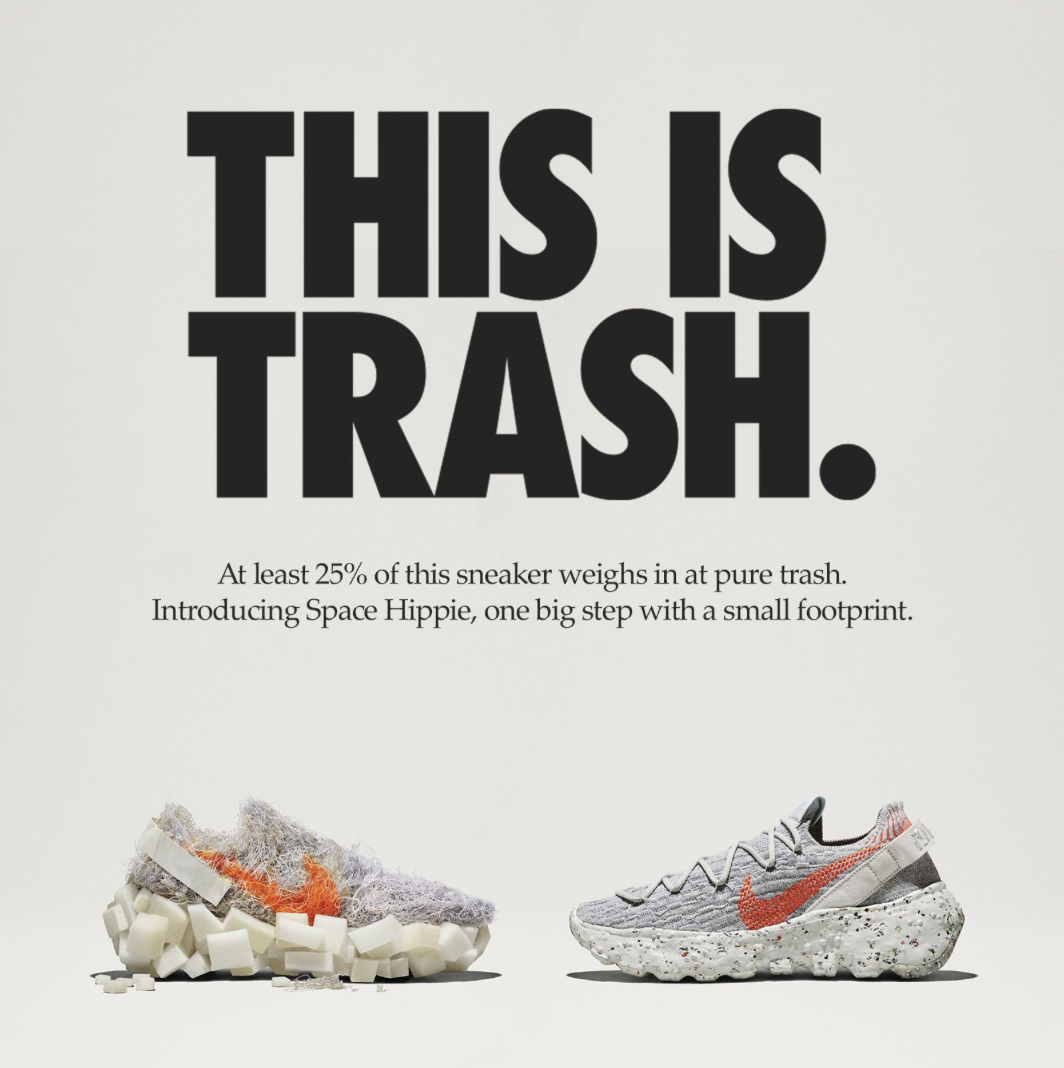 THIS IS
TRASH.
At least 25% of this sneaker weighs in at pure trash.
Introducing Space Hippie, one big step with a small footprint.